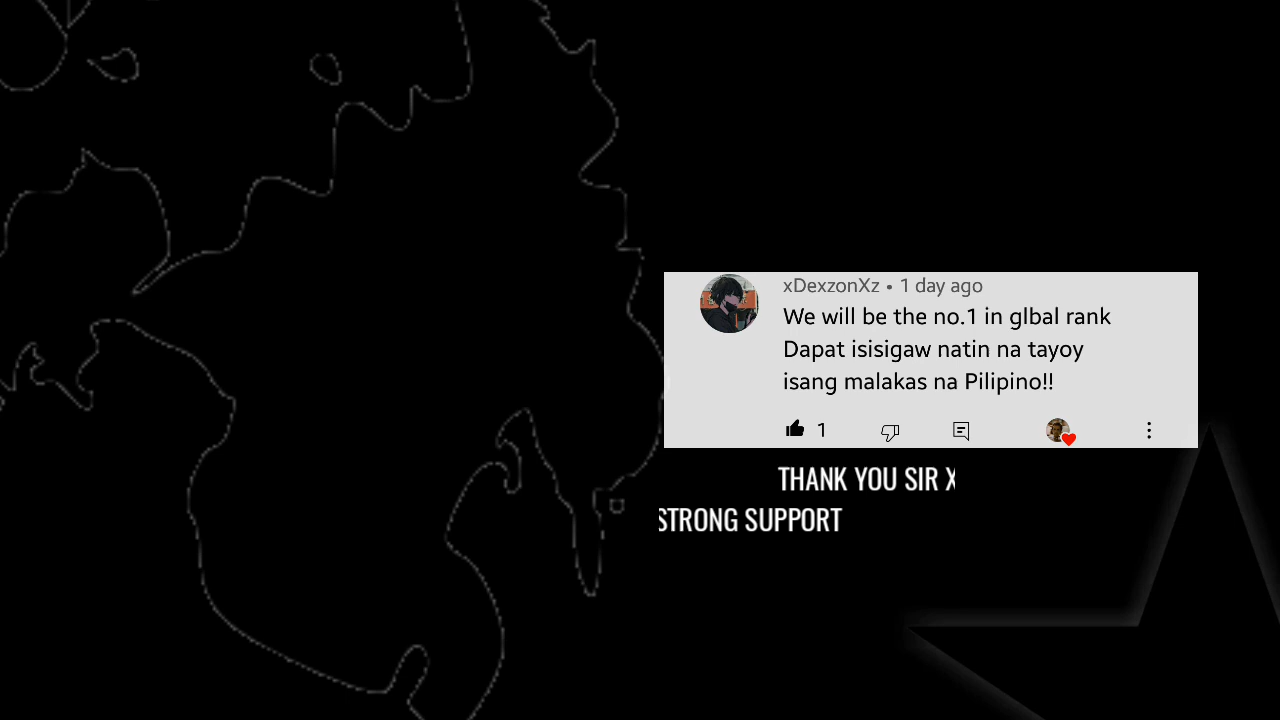 xDexzonXz • 1 day ago
We will be the no.1 in glbal rank
Dapat isisigaw natin na tayoy
isang malakas na Pilipino!!
1
THANK YOU SIR X
STRONG SUPPORT